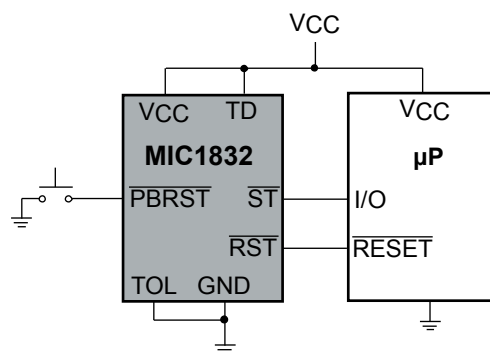 VCC
VCC TD
VCC
MIC1832
µP
PBRST
ST
I/O
RST
RESET
TOL GND